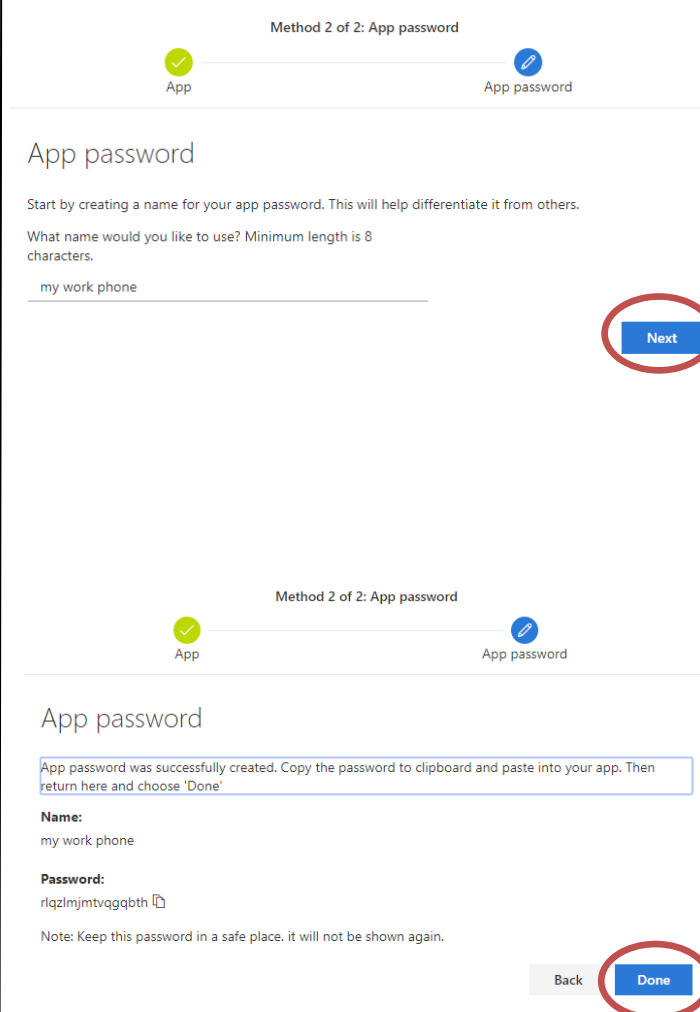 Method 2 of 2: App password
App
App password
App password
Start by creating a name for your app password. This will help differentiate it from others.
What name would you like to use? Minimum length is 8
characters.
my work phone
Next
Method 2 of 2: App password
App
App password
App password
App password was successfully created. Copy the password to clipboard and paste into your app. Then
return here and choose 'Done'
Name:
my work phone
Password:
rlqzlmjmtvqgqbth
Note: Keep this password in a safe place. it will not be shown again.
Back
Done